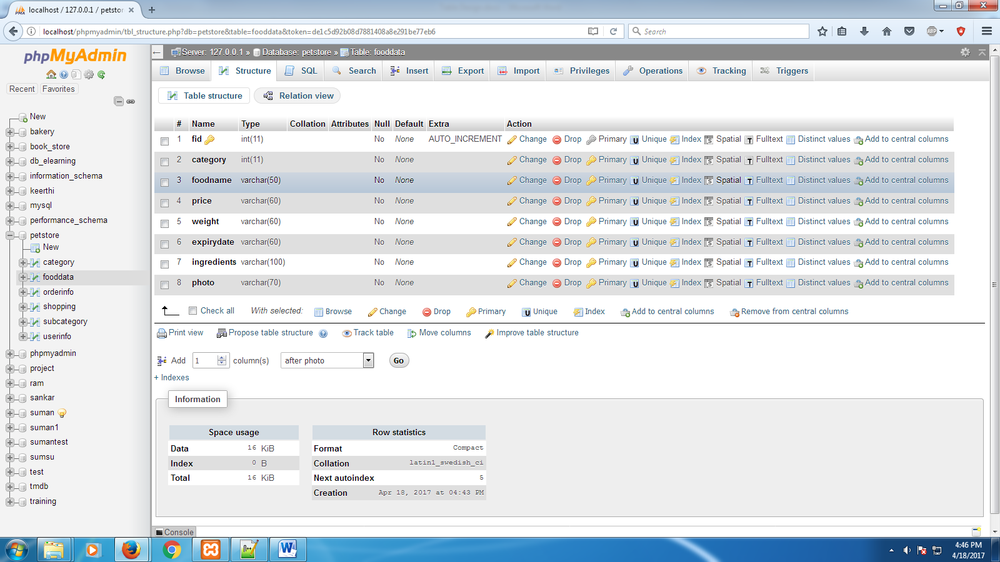 localhost / 127.0.0.1 / petstor
localhost/phpmyadmin/tbl_structure.php?db=petstore&table=fooddata&token=de1c5d92b08d7881408a8e291be77eb6
Search
ABP
phpMyAdmin
Recent Favorites
New
bakery
book_store
db_elearning
information_schema
keerthi
mysql
performance_schema
petstore
New
category
fooddata
orderinfo
shopping
subcategory
userinfo
phpmyadmin
project
ram
sankar
suman
suman1
sumantest
sumsu
test
tmdb
training
Server: 127.0.0.1 » Database: petstore » Table: fooddata
Browse Structure SQL Search Insert Export Import Privileges Operations Tracking Triggers
Table structure Relation view
# Name Type Collation Attributes Null Default Extra Action
1 fid int(11) No None AUTO_INCREMENT Change Drop Primary Unique Index Spatial Fulltext Distinct values Add to central columns
2 category int(11) No None Change Drop Primary Unique Index Spatial Fulltext Distinct values Add to central columns
3 foodname varchar(50) No None Change Drop Primary Unique Index Spatial Fulltext Distinct values Add to central columns
4 price varchar(60) No None Change Drop Primary Unique Index Spatial Fulltext Distinct values Add to central columns
5 weight varchar(60) No None Change Drop Primary Unique Index Spatial Fulltext Distinct values Add to central columns
6 expirydate varchar(60) No None Change Drop Primary Unique Index Spatial Fulltext Distinct values Add to central columns
7 ingredients varchar(100) No None Change Drop Primary Unique Index Spatial Fulltext Distinct values Add to central columns
8 photo varchar(70) No None Change Drop Primary Unique Index Spatial Fulltext Distinct values Add to central columns
Check all With selected: Browse Change Drop Primary Unique Index Add to central columns Remove from central columns
Print view Propose table structure Track table Move columns Improve table structure
Add 1 column(s) after photo Go
+ Indexes
Information
Space usage
Data 16 KiB
Index 0 B
Total 16 KiB
Row statistics
Format Compact
Collation latin1_swedish_ci
Next autoindex 5
Creation Apr 18, 2017 at 04:43 PM
Console
4:46 PM
4/18/2017